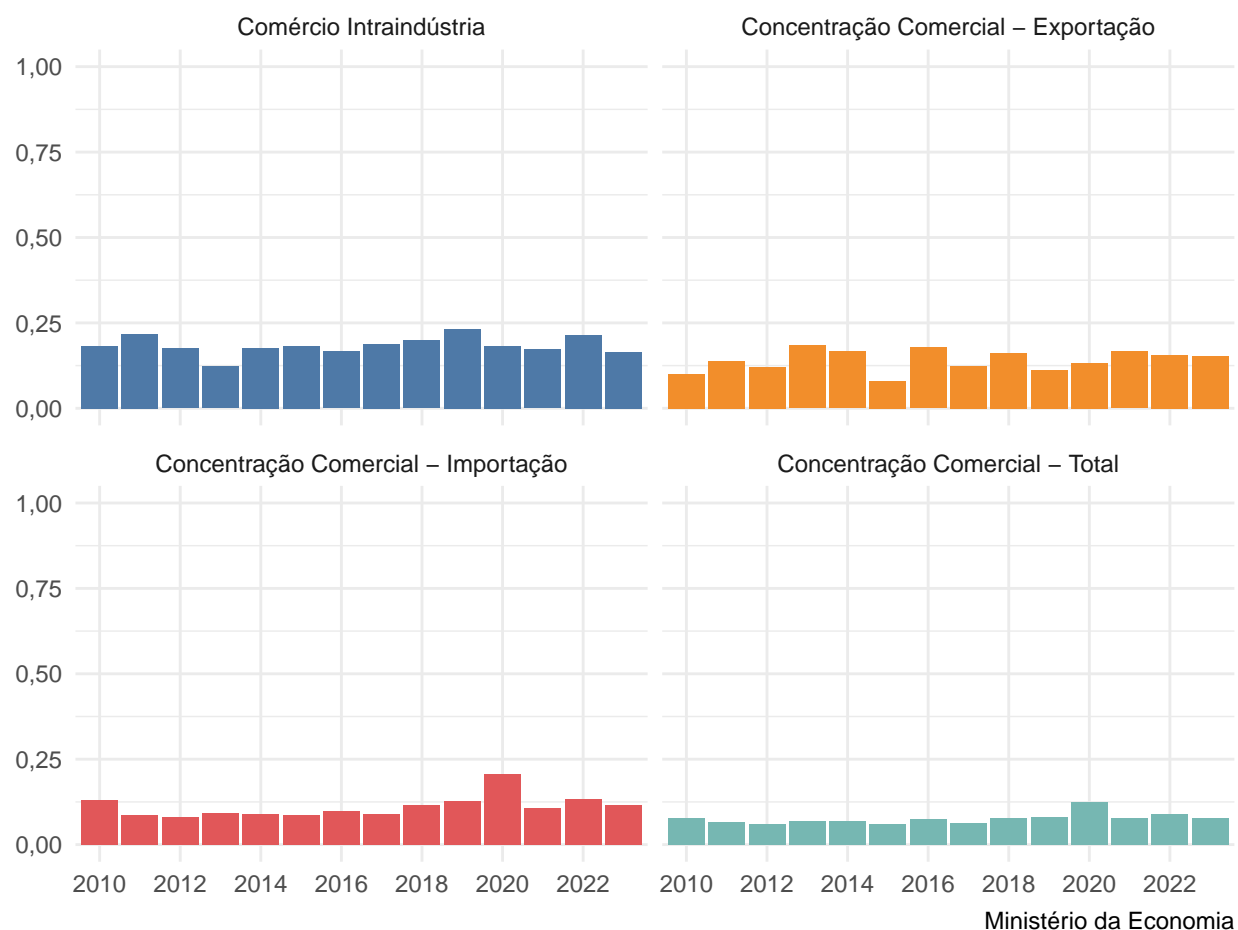 Comércio Intraindústria
Concentração Comercial – Exportação
1,00
0,75
0,50
0,25
0,00
Concentração Comercial – Importação
Concentração Comercial – Total
1,00
0,75
0,50
0,25
0,00
2010 2012 2014 2016 2018 2020 2022
2010 2012 2014 2016 2018 2020 2022
Ministério da Economia